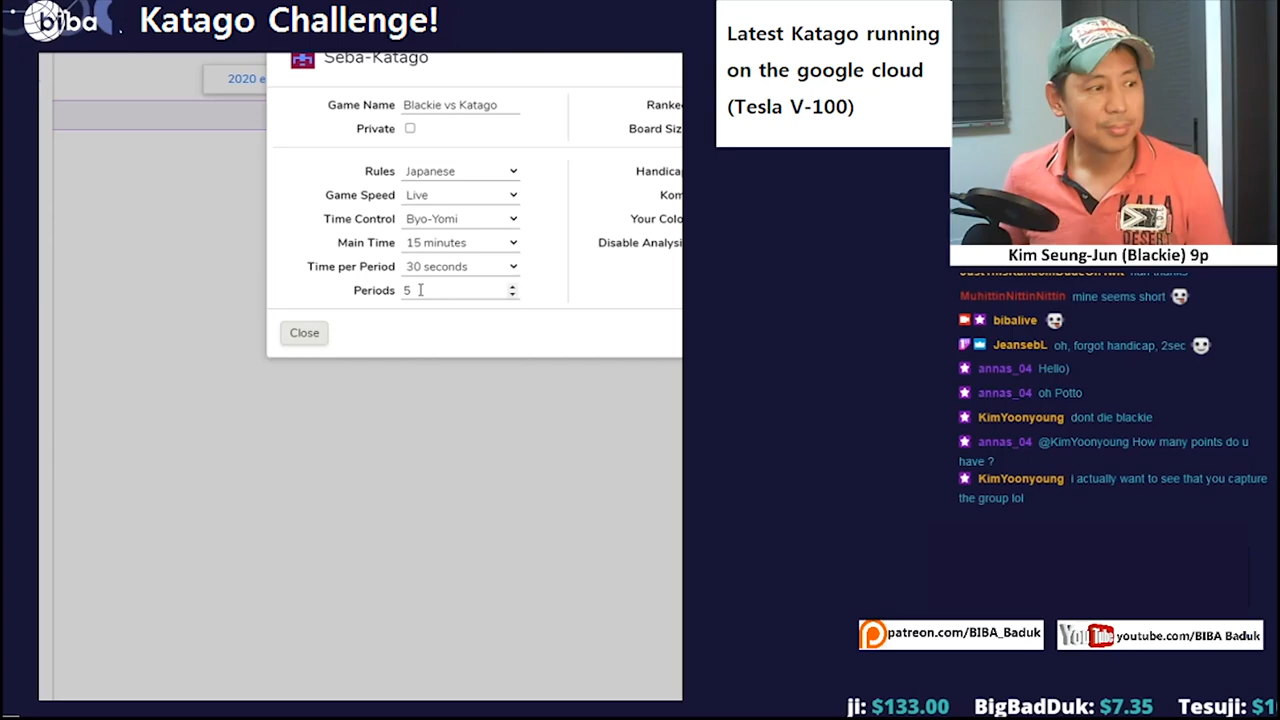 biba
Katago Challenge!
Latest Katago running
on the google cloud
(Tesla V-100)
2020 e
Seba-Katago
Game Name Blackie vs Katago
Private
Rules Japanese
Game Speed Live
Time Control Byo-Yomi
Main Time 15 minutes
Time per Period 30 seconds
Periods 5
Close
Ranke
Board Siz
Handica
Kom
Your Colo
Disable Analysi
KALA
DESERT
Kim Seung-Jun (Blackie) 9p
MuhittinNittinNittin mine seems short
bibalive
JeansebL oh, forgot handicap, 2sec
annas_04 Hello)
annas_04 oh Potto
KimYoonyoung dont die blackie
annas_04 @KimYoonyoung How many points do u
have ?
KimYoonyoung i actually want to see that you capture
the group lol
patreon.com/BIBA_Baduk
YouTube youtube.com/BIBA Baduk
ji: $133.00 BigBadDuk: $7.35 Tesuji: $1